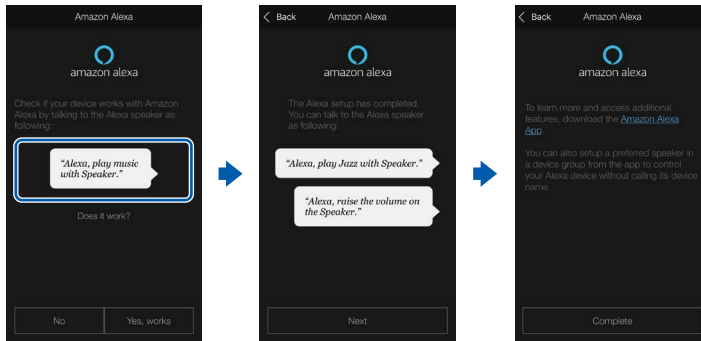 Amazon Alexa
amazon alexa
Check if your device works with Amazon
Alexa by talking to the Alexa speaker as
following:
“Alexa, play music
with Speaker.”
Does it work?
No
Yes, works
Back
Amazon Alexa
amazon alexa
The Alexa setup has completed.
You can talk to the Alexa speaker
as following:
“Alexa, play Jazz with Speaker.”
“Alexa, raise the volume on
the Speaker.”
Next
Back
Amazon Alexa
amazon alexa
To learn more and access additional
features, download the Amazon Alexa
App.
You can also setup a preferred speaker in
a device group from the app to control
your Alexa device without calling its device
name.
Complete